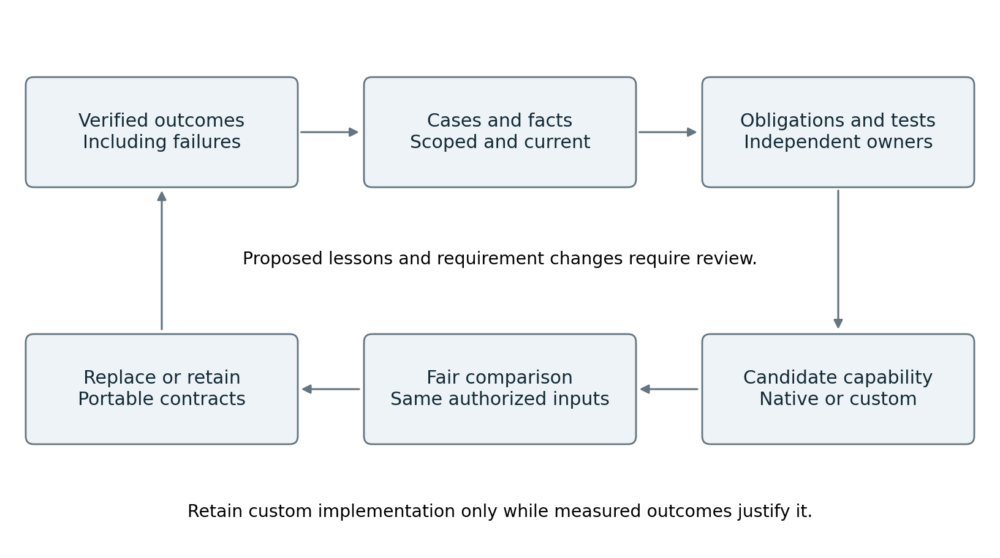 Verified outcomes
Including failures
Cases and facts
Scoped and current
Obligations and tests
Independent owners
Proposed lessons and requirement changes require review.
Replace or retain
Portable contracts
Fair comparison
Same authorized inputs
Candidate capability
Native or custom
Retain custom implementation only while measured outcomes justify it.